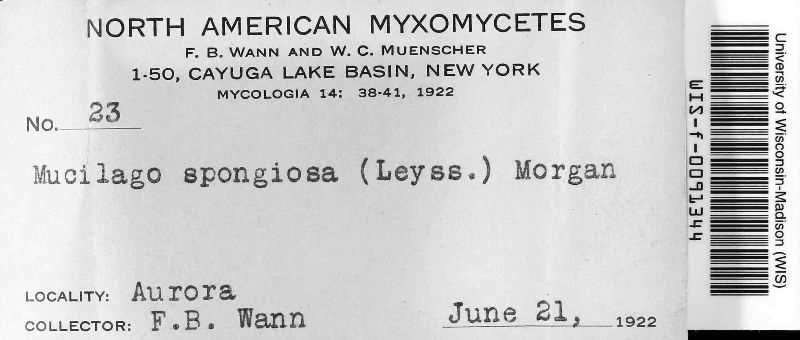 NORTH AMERICAN MYXOMYCETES
F. B. WANN AND W. C. MUENSCHER
1-50, CAYUGA LAKE BASIN, NEW YORK
MYCOLOGIA 14: 38-41, 1922
No. 23
Mucilago spongiosa (Leyss.) Morgan
LOCALITY: Aurora
COLLECTOR: F.B. Wann June 21, 1922
University of Wisconsin-Madison (WIS)
WIS-f-0091344